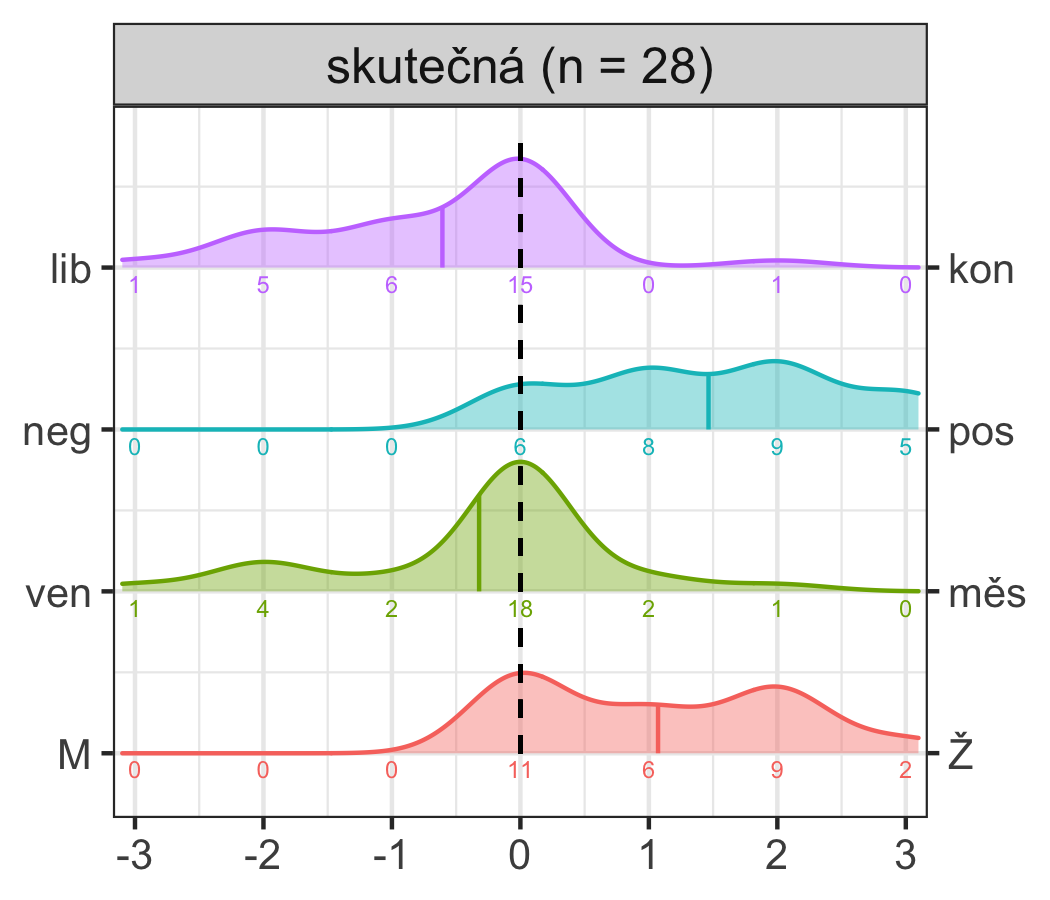 skutečná (n = 28)
lib kon
1 5 6 15 0 1 0
neg pos
0 0 0 6 8 9 5
ven měs
1 4 2 18 2 1 0
M Ž
0 0 0 11 6 9 2
-3 -2 -1 0 1 2 3